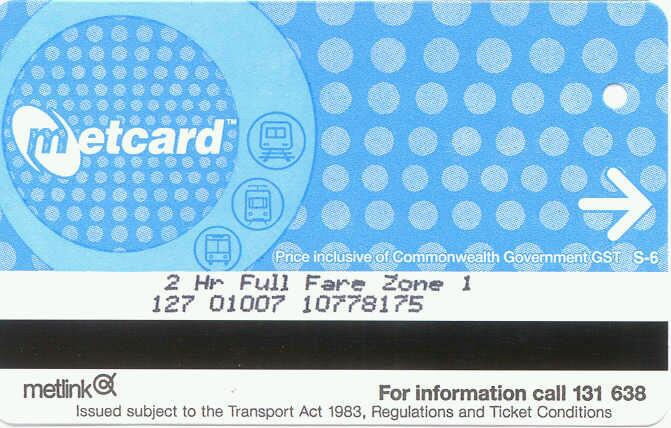 metcard™
Price inclusive of Commonwealth Government GST S-6
2 Hr Full Fare Zone 1
127 01007 10778175
metlink
For information call 131 638
Issued subject to the Transport Act 1983, Regulations and Ticket Conditions